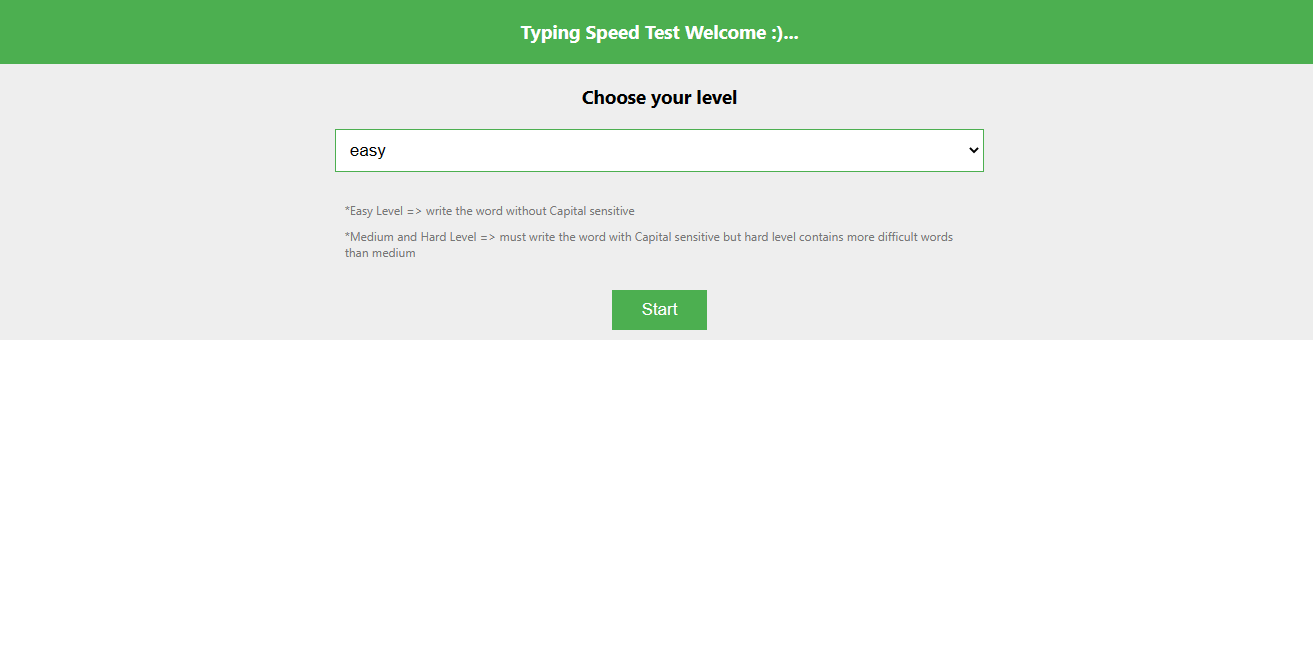 Typing Speed Test Welcome :)...
Choose your level
easy
*Easy Level => write the word without Capital sensitive
*Medium and Hard Level => must write the word with Capital sensitive but hard level contains more difficult words
than medium
Start